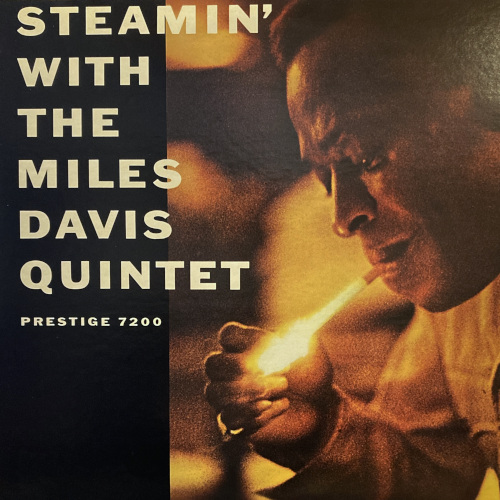 STEAMIN’
WITH
THE
MILES
DAVIS
QUINTET
PRESTIGE 7200